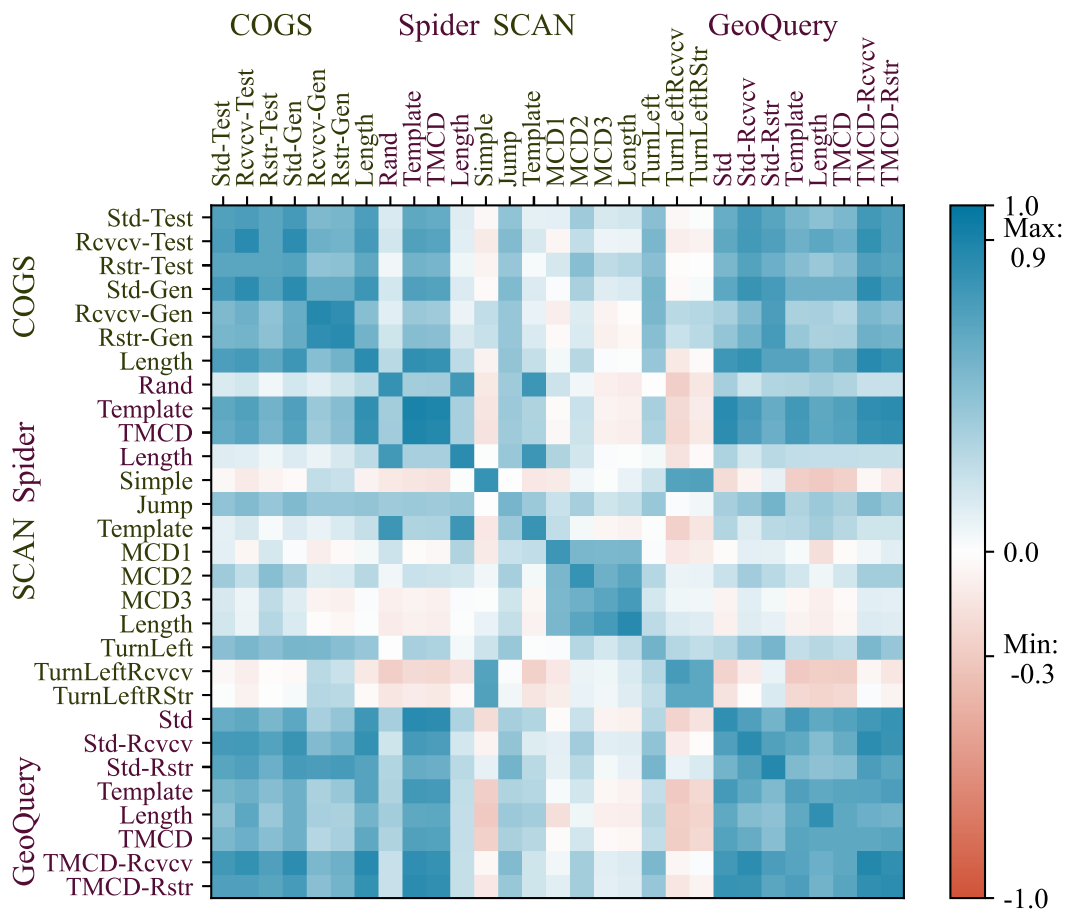 COGS Spider SCAN GeoQuery
Std-Test
Rcvcv-Test
Rstr-Test
Std-Gen
Rcvcv-Gen
Rstr-Gen
Length
Rand
Template
TMCD
Length
Simple
Jump
Template
MCD1
MCD2
MCD3
Length
TurnLeft
TurnLeftRcvcv
TurnLeftRStr
Std
Std-Rcvcv
Std-Rstr
Template
Length
TMCD
TMCD-Rcvcv
TMCD-Rstr
COGS
Spider
SCAN
GeoQuery
Std-Test
Rcvcv-Test
Rstr-Test
Std-Gen
Rcvcv-Gen
Rstr-Gen
Length
Rand
Template
TMCD
Length
Simple
Jump
Template
MCD1
MCD2
MCD3
Length
TurnLeft
TurnLeftRcvcv
TurnLeftRStr
Std
Std-Rcvcv
Std-Rstr
Template
Length
TMCD
TMCD-Rcvcv
TMCD-Rstr
1.0
Max:
0.9
0.0
Min:
-0.3
-1.0